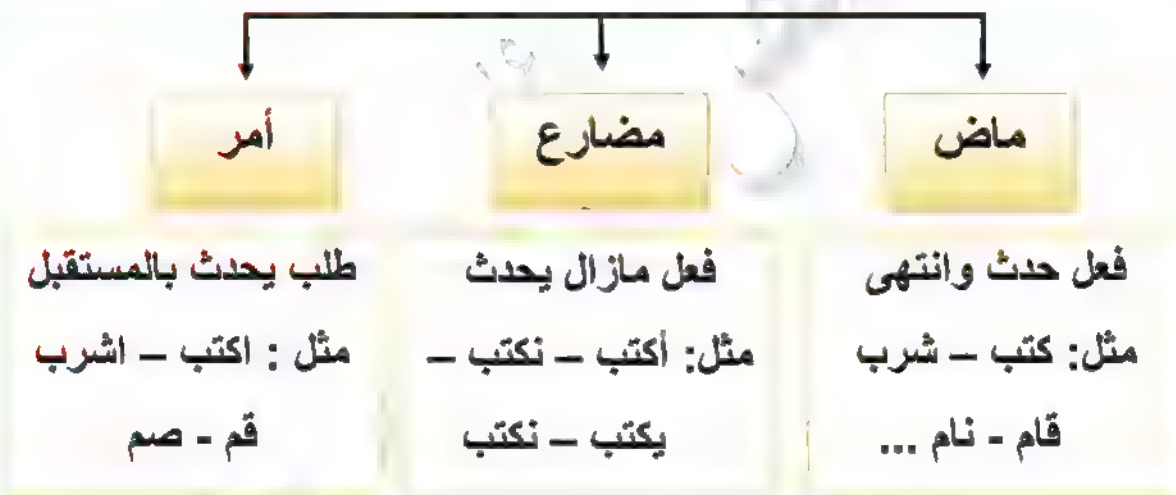 ماض
مضارع
أمر
فعل حدث وانتهى
مثل: كتب – شرب
قام - نام ...
فعل مازال يحدث
مثل: أكتب – نكتب –
يكتب – نكتب
طلب يحدث بالمستقبل
مثل : اكتب – اشرب
قم - صم